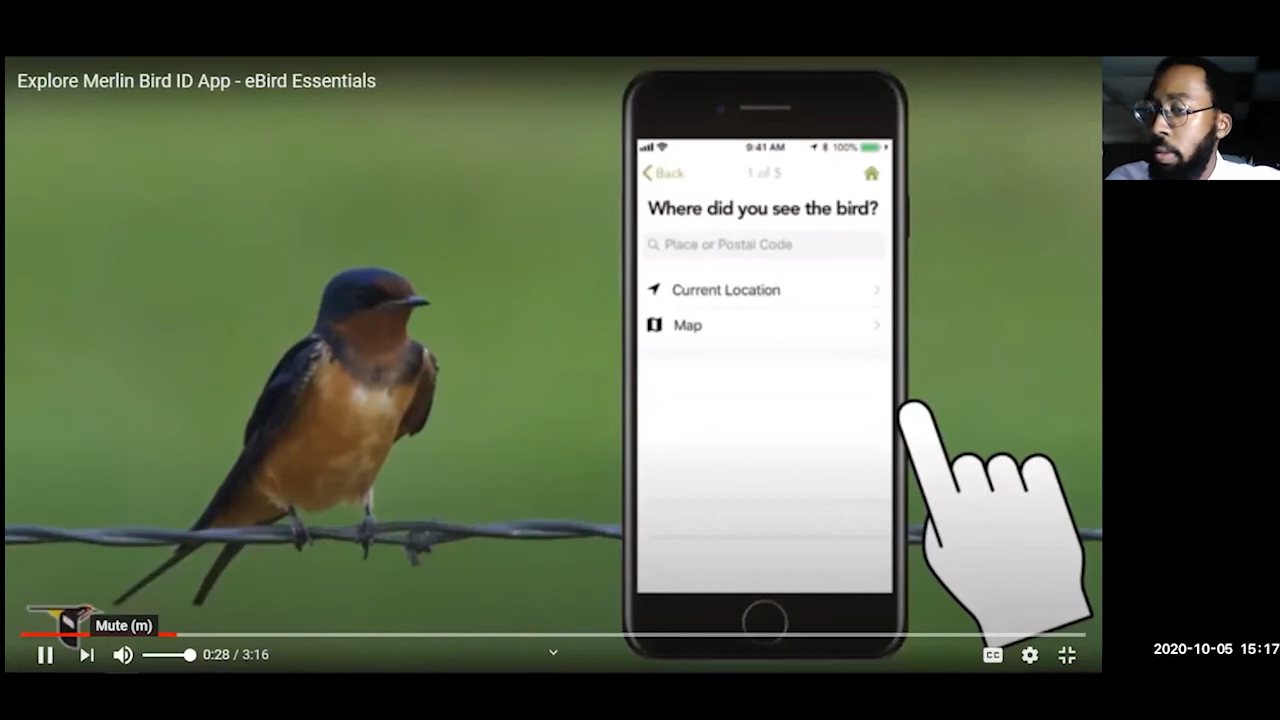 Explore Merlin Bird ID App - eBird Essentials
9:41 AM
100%
Back
1 of 5
Where did you see the bird?
Place or Postal Code
Current Location
Map
Mute (m)
0:28 / 3:16
CC
2020-10-05 15:17